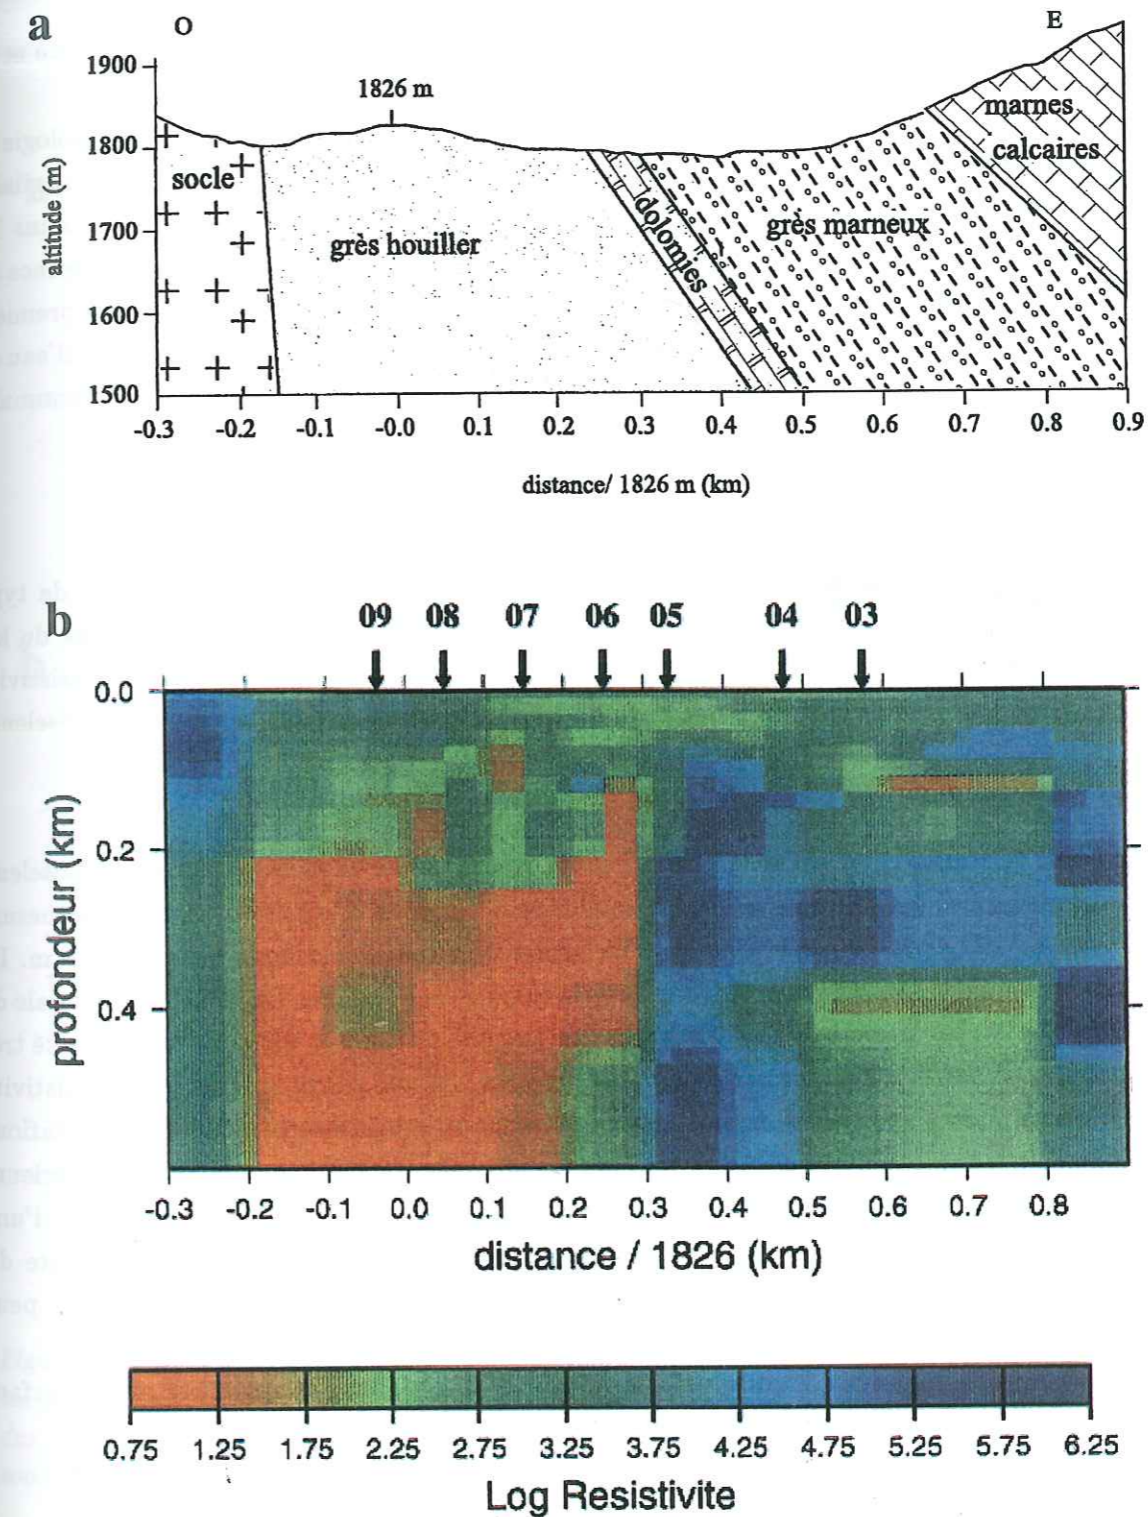 a
O
E
1900
1800
1700
1600
1500
altitude (m)
1826 m
socle
grès houiller
dolomies
grès marneux
marnes
calcaires
-0.3 -0.2 -0.1 -0.0 0.1 0.2 0.3 0.4 0.5 0.6 0.7 0.8 0.9
distance/ 1826 m (km)
b
09 08 07 06 05 04 03
0.0
0.2
0.4
profondeur (km)
-0.3 -0.2 -0.1 0.0 0.1 0.2 0.3 0.4 0.5 0.6 0.7 0.8
distance / 1826 (km)
0.75 1.25 1.75 2.25 2.75 3.25 3.75 4.25 4.75 5.25 5.75 6.25
Log Resistivite